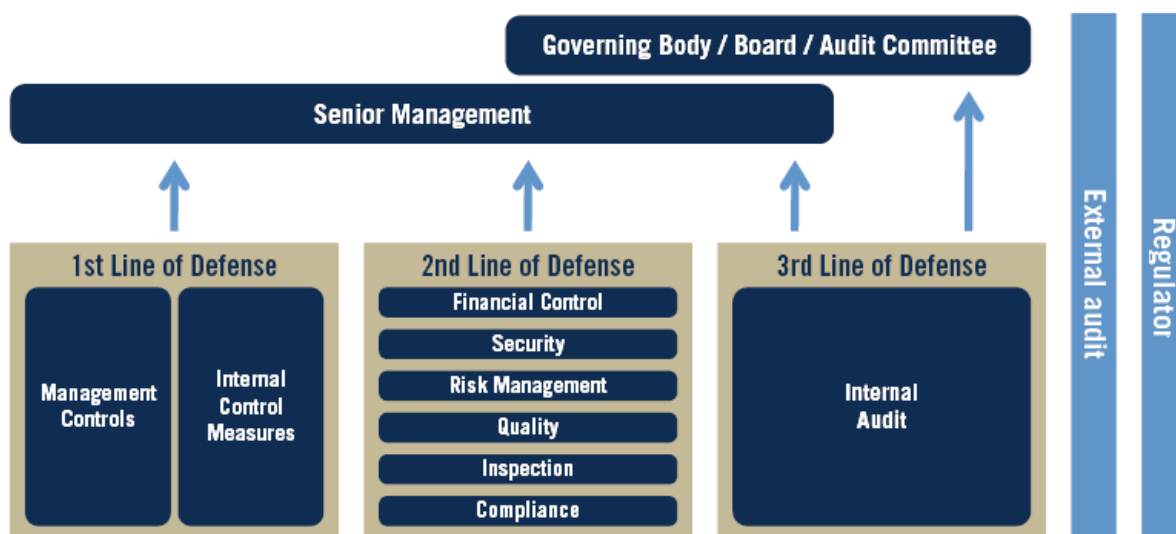 Governing Body / Board / Audit Committee
Senior Management
1st Line of Defense
Management
Controls
Internal
Control
Measures
2nd Line of Defense
Financial Control
Security
Risk Management
Quality
Inspection
Compliance
3rd Line of Defense
Internal
Audit
External audit
Regulator